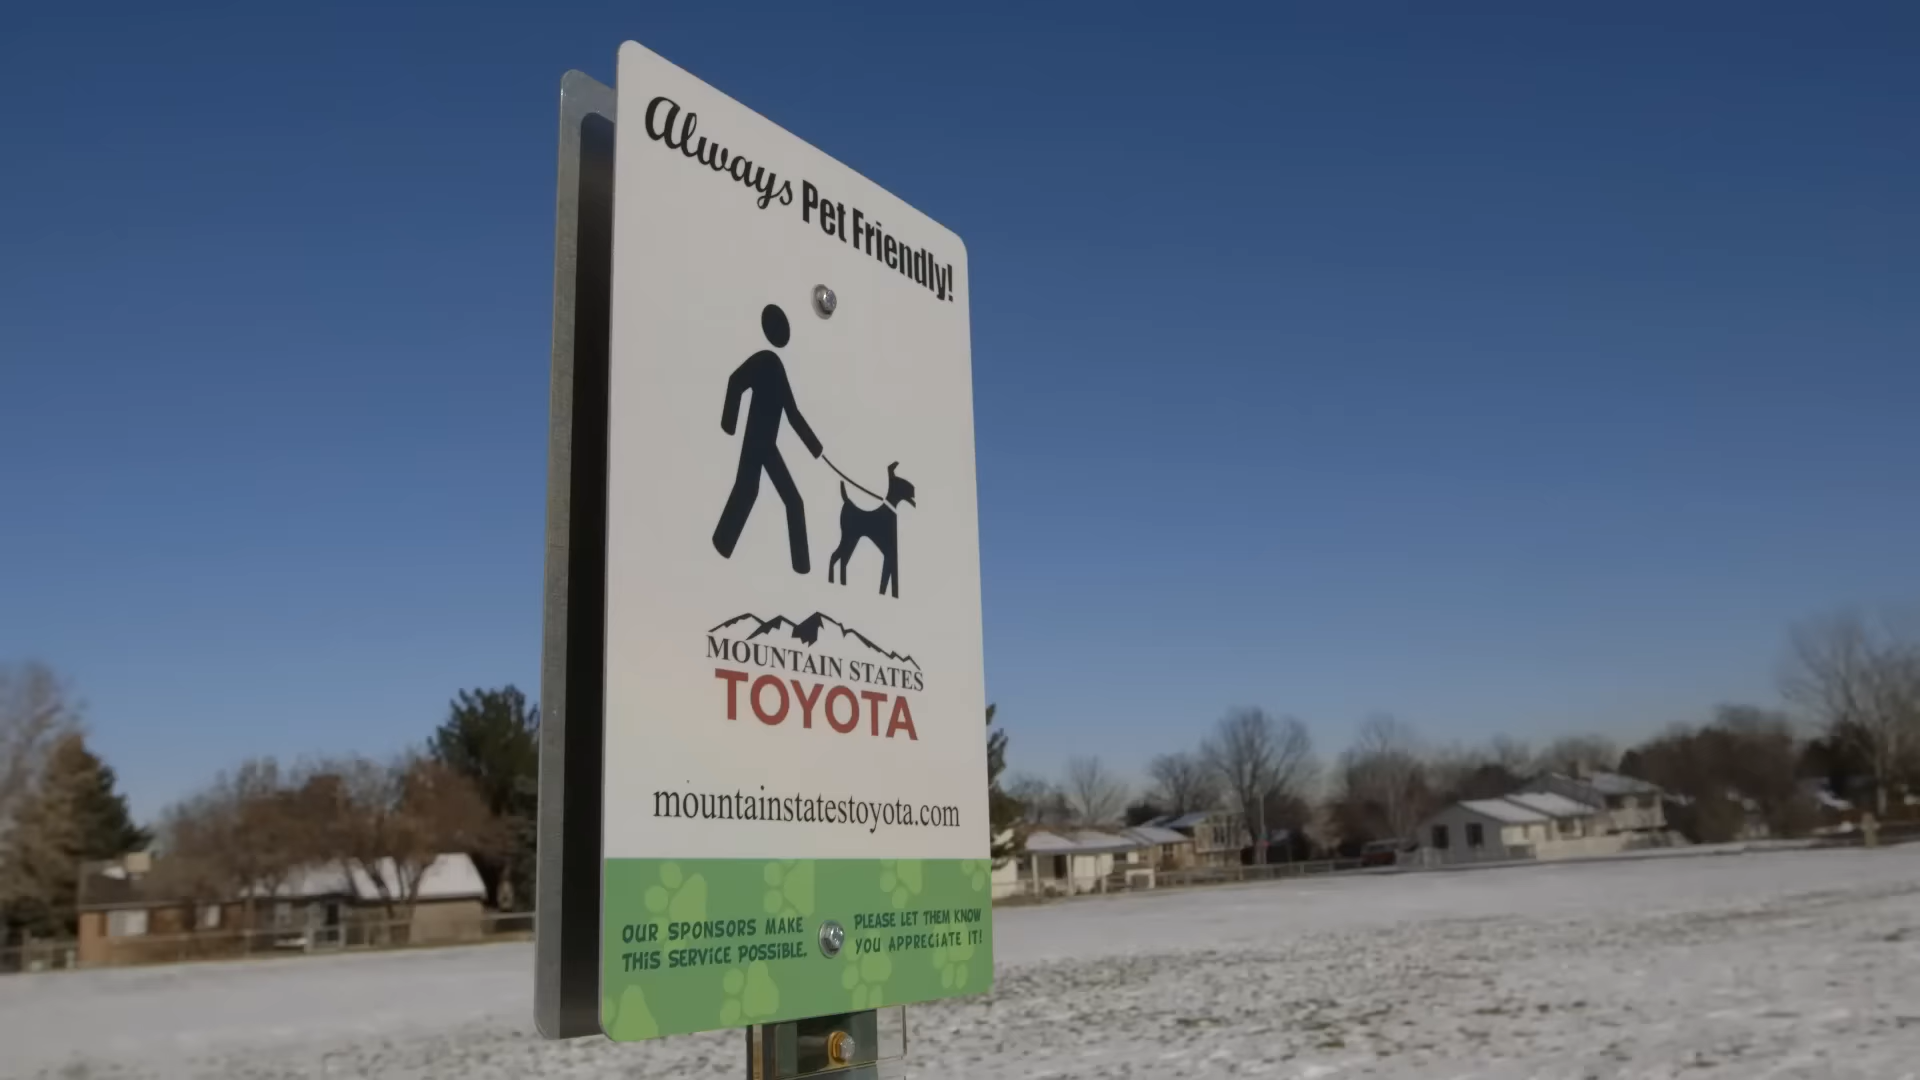 Always Pet Friendly!
MOUNTAIN STATES
TOYOTA
mountainstatestoyota.com
OUR SPONSORS MAKE
THIS SERVICE POSSIBLE.
PLEASE LET THEM KNOW
YOU APPRECIATE IT!